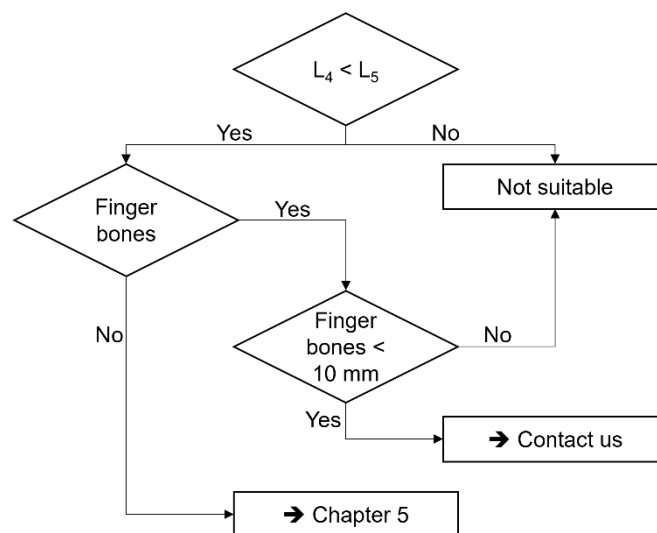 L₄ < L₅
Yes
No
Finger
bones
Yes
Not suitable
No
Finger
bones <
10 mm
No
Yes
➔ Contact us
➔ Chapter 5